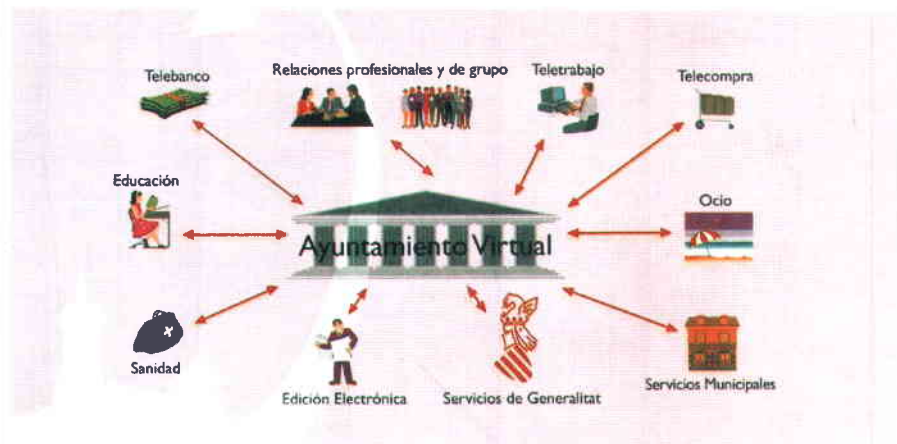 Telebanco
Relaciones profesionales y de grupo
Teletrabajo
Telecompra
Educación
Ocio
Ayuntamiento Virtual
Sanidad
Edición Electrónica
Servicios de Generalitat
Servicios Municipales